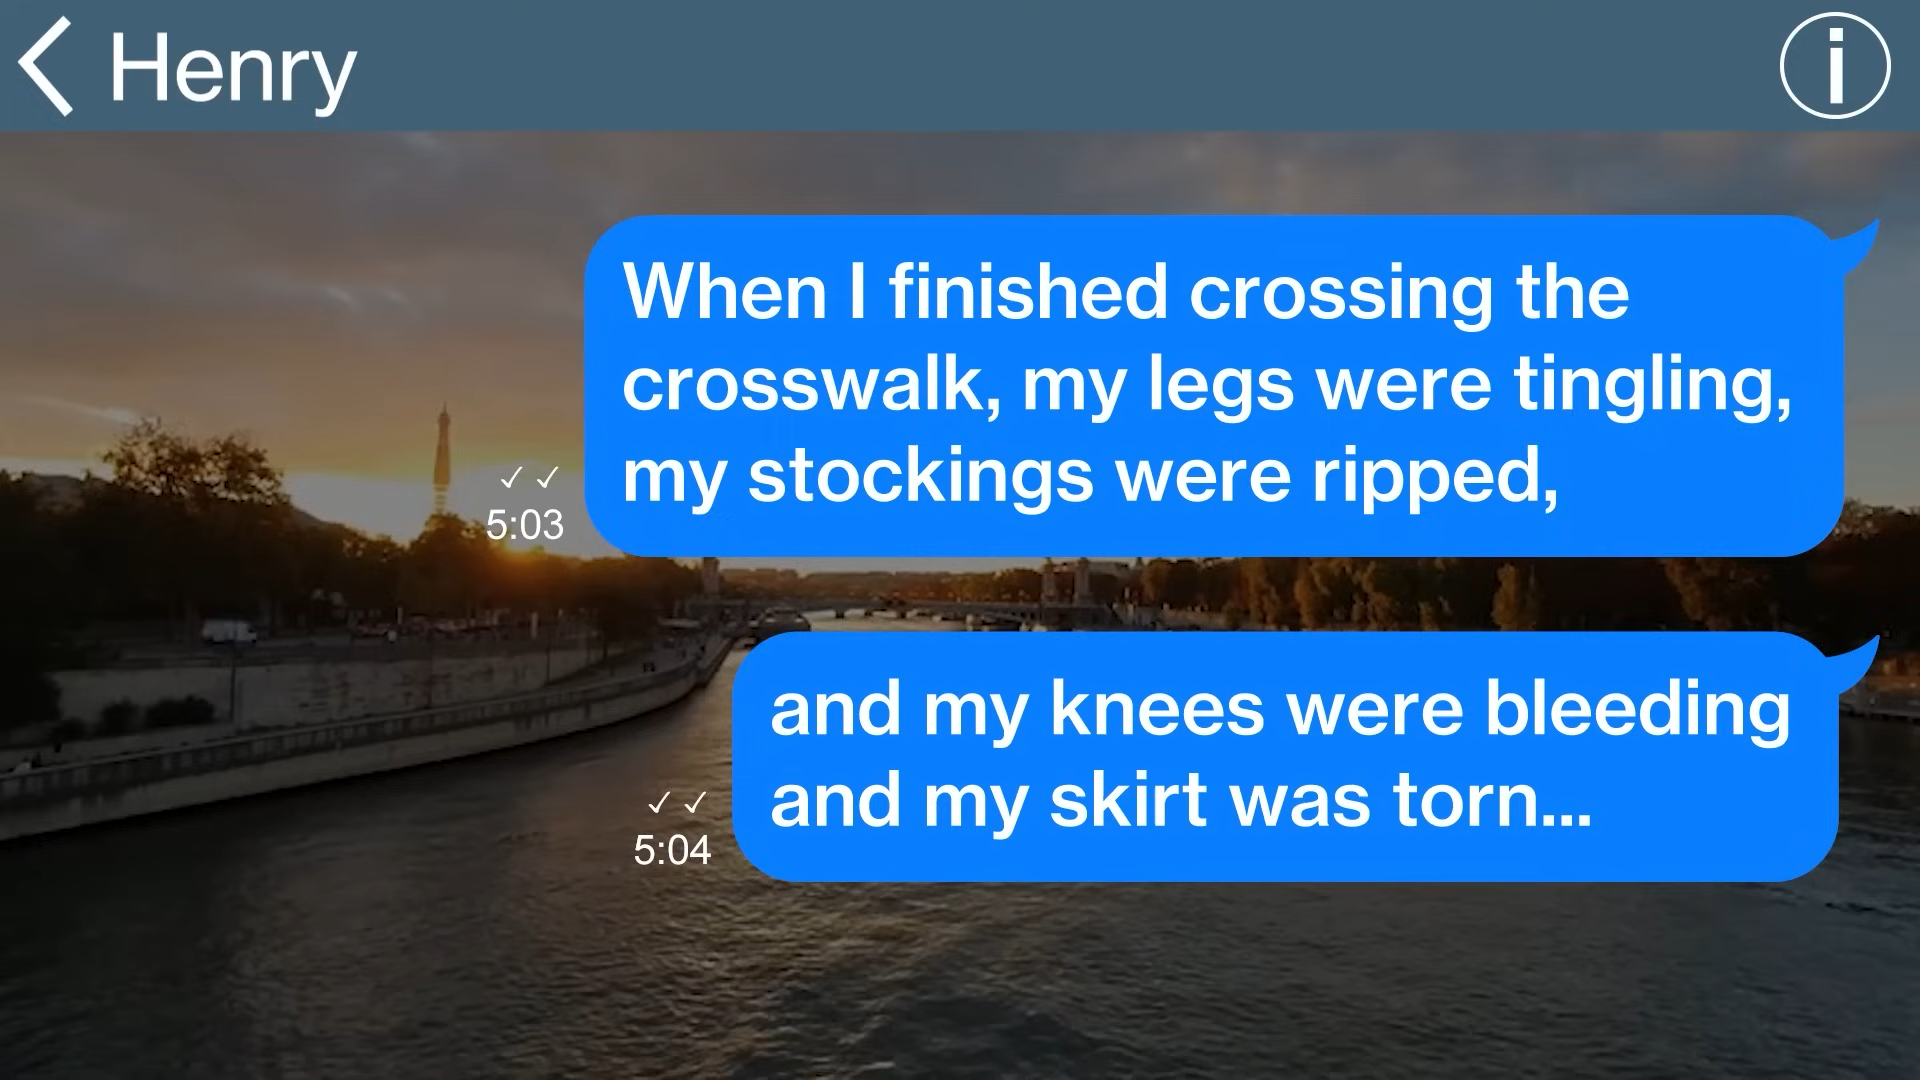 Henry
When I finished crossing the
crosswalk, my legs were tingling,
my stockings were ripped,
5:03
and my knees were bleeding
and my skirt was torn...
5:04